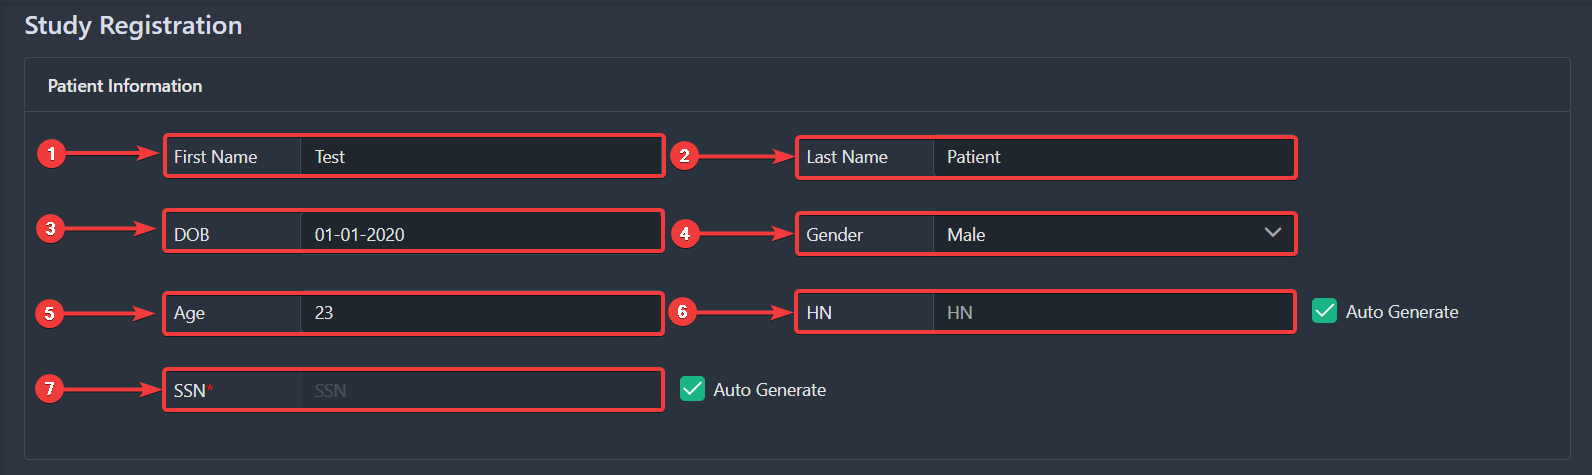 Study Registration
Patient Information
1 First Name Test 2 Last Name Patient
3 DOB 01-01-2020 4 Gender Male
5 Age 23 6 HN HN Auto Generate
7 SSN* SSN Auto Generate